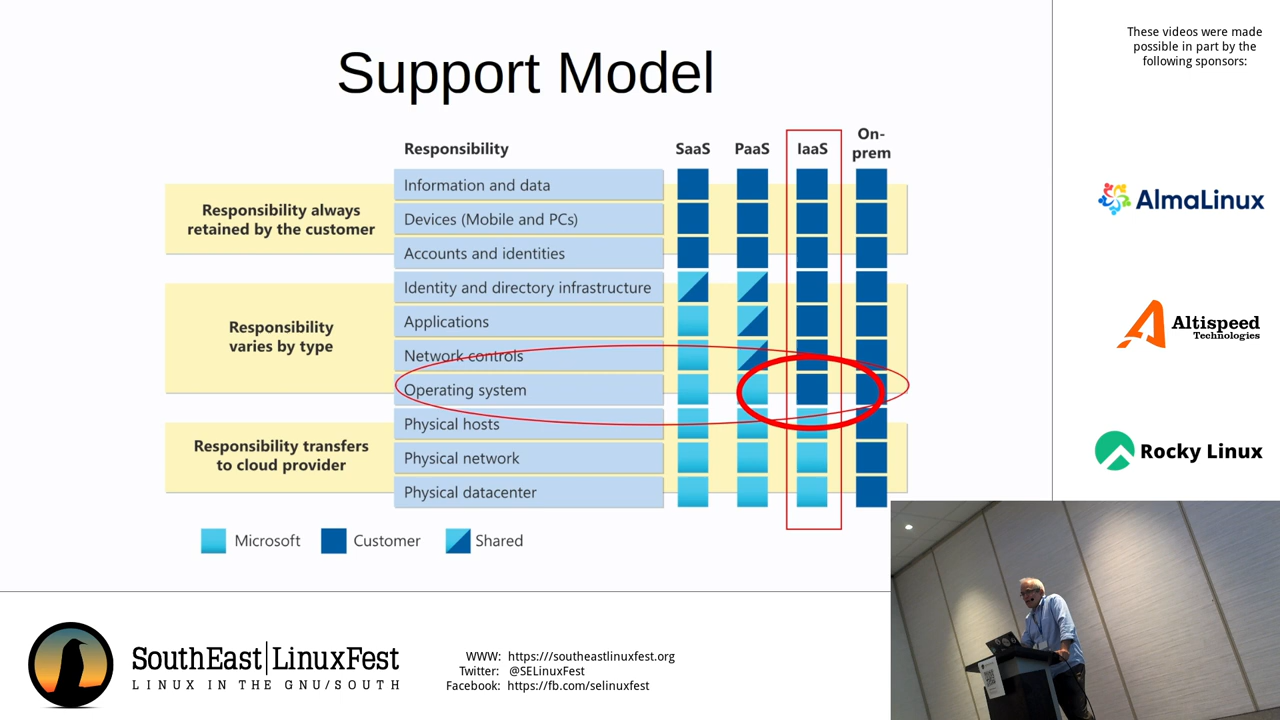 Support Model
Responsibility
SaaS
PaaS
IaaS
On-
prem
Responsibility always
retained by the customer
Information and data
Devices (Mobile and PCs)
Accounts and identities
Responsibility
varies by type
Identity and directory infrastructure
Applications
Network controls
Operating system
Responsibility transfers
to cloud provider
Physical hosts
Physical network
Physical datacenter
Microsoft
Customer
Shared
These videos were made
possible in part by the
following sponsors:
AlmaLinux
Altispeed
Technologies
Rocky Linux
SouthEast|LinuxFest
LINUX IN THE GNU/SOUTH
WWW: https:///southeastlinuxfest.org
Twitter: @SELinuxFest
Facebook: https://fb.com/selinuxfest